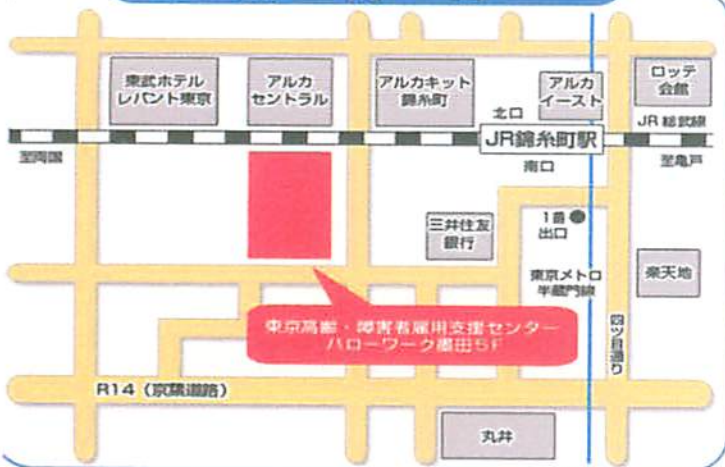 東武ホテル
レバント東京
アルカ
セントラル
アルカキット
錦糸町
アルカ
イースト
ロッテ
会館
北口
JR 総武線
JR錦糸町駅
至両国
南口
至亀戸
三井住友
銀行
1番
出口
東京メトロ
半蔵門線
楽天地
東京高齢・障害者雇用支援センター
ハローワーク墨田5F
四ツ目通り
R14(京葉道路)
丸井